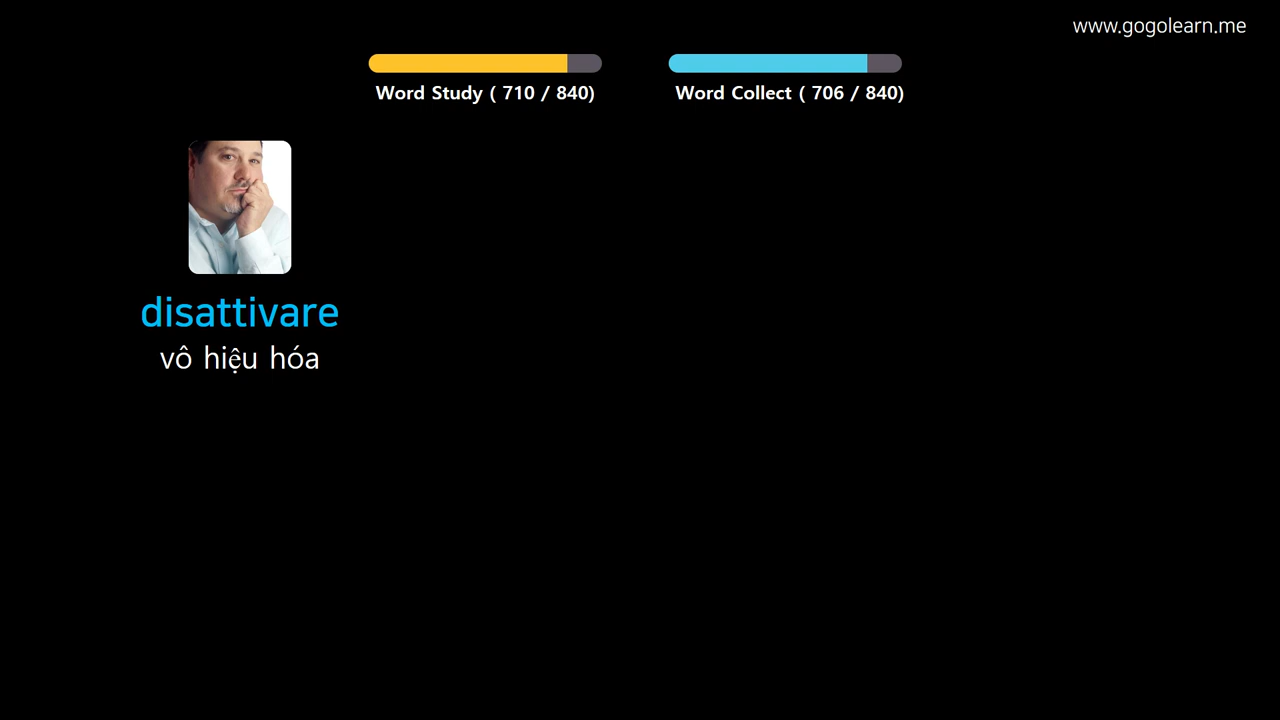 www.gogolearn.me
Word Study ( 710 / 840)
Word Collect ( 706 / 840)
disattivare
vô hiệu hóa